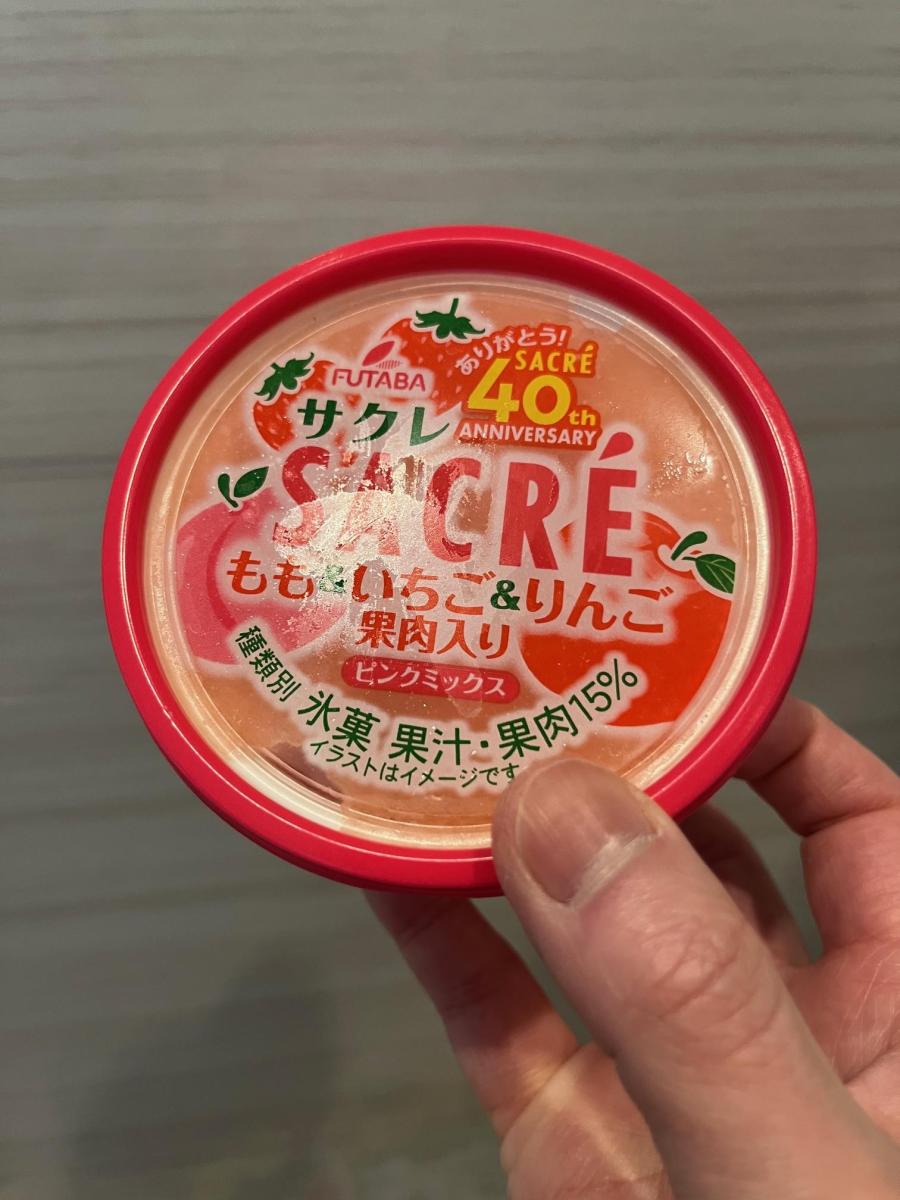 FUTABA
ありがとう!
SACRÉ
40th
ANNIVERSARY
サクレ
SACRÉ
もも&いちご&りんご
果肉入り
ピンクミックス
種類別 氷菓 果汁・果肉15%
イラストはイメージです